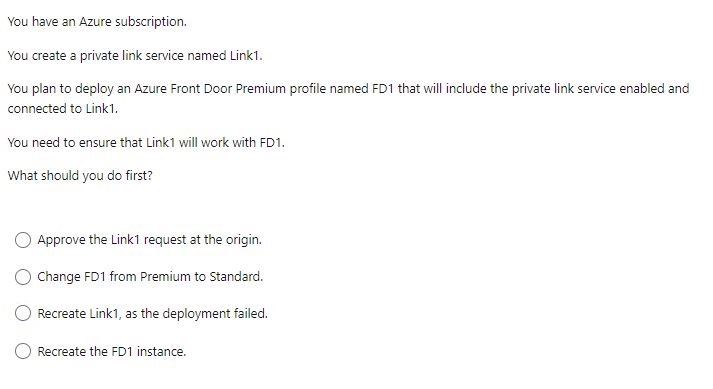 You have an Azure subscription.
You create a private link service named Link1.
You plan to deploy an Azure Front Door Premium profile named FD1 that will include the private link service enabled and
connected to Link1.
You need to ensure that Link1 will work with FD1.
What should you do first?
Approve the Link1 request at the origin.
Change FD1 from Premium to Standard.
Recreate Link1, as the deployment failed.
Recreate the FD1 instance.